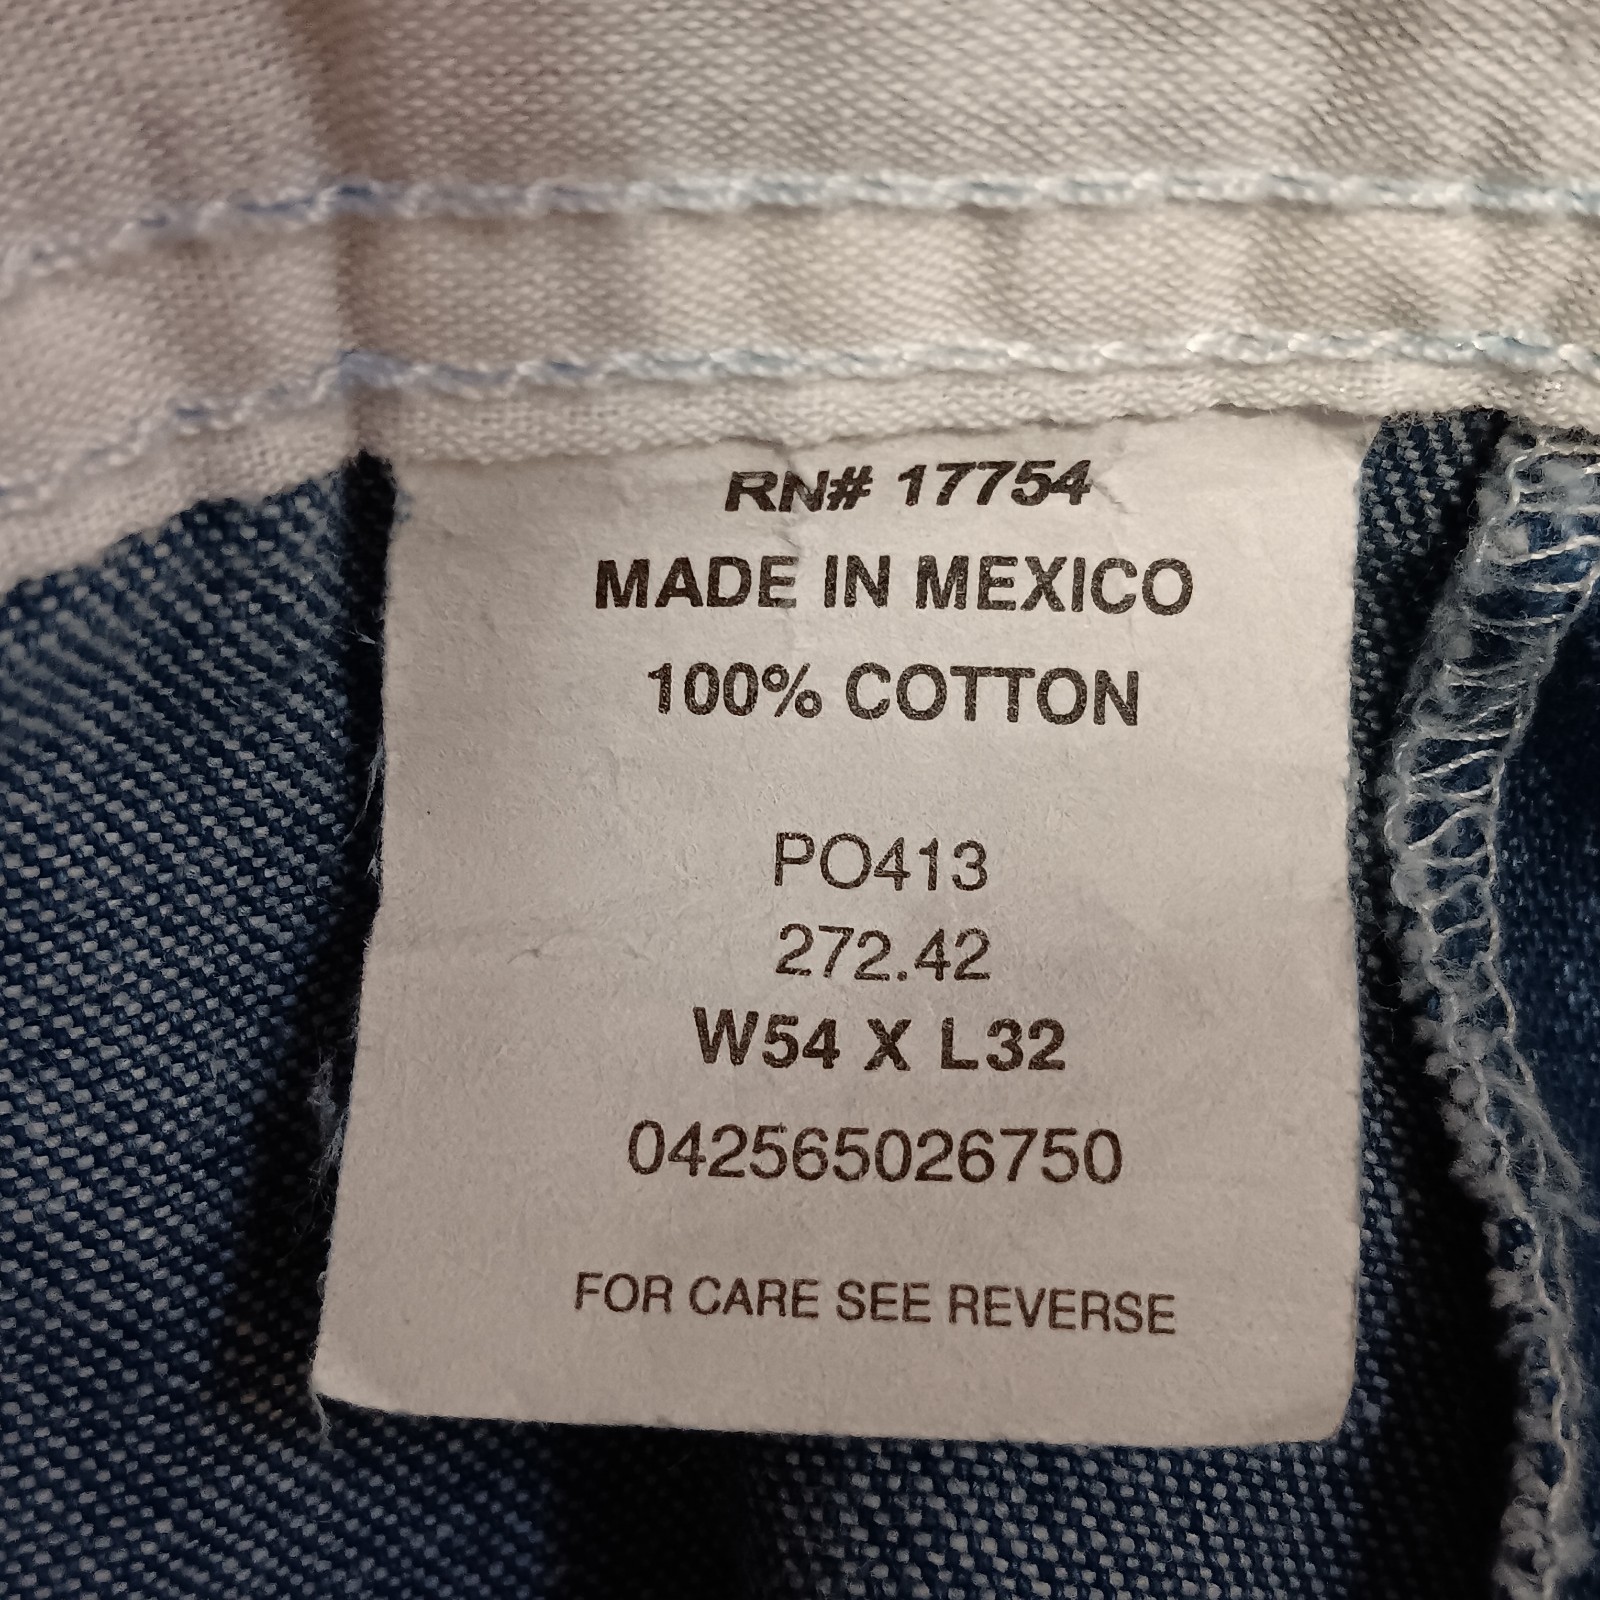 RN# 17754
MADE IN MEXICO
100% COTTON
PO413
272.42
W54 X L32
042565026750
FOR CARE SEE REVERSE